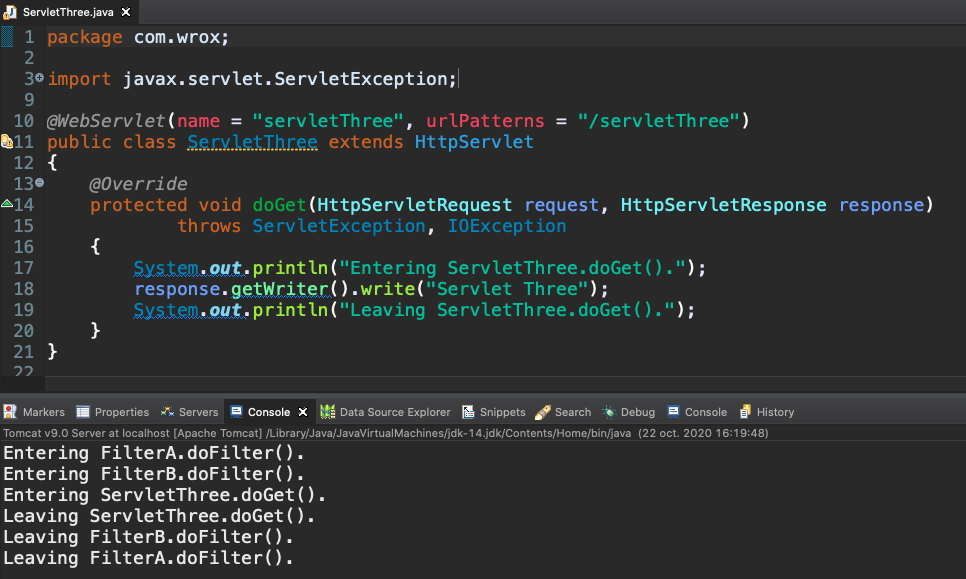 ServletThree.java
1 package com.wrox;
2
3 import javax.servlet.ServletException;
9
10 @WebServlet(name = "servletThree", urlPatterns = "/servletThree")
11 public class ServletThree extends HttpServlet
12 {
13 @Override
14 protected void doGet(HttpServletRequest request, HttpServletResponse response)
15 throws ServletException, IOException
16 {
17 System.out.println("Entering ServletThree.doGet().");
18 response.getWriter().write("Servlet Three");
19 System.out.println("Leaving ServletThree.doGet().");
20 }
21 }
22
Markers Properties Servers Console Data Source Explorer Snippets Search Debug Console History
Tomcat v9.0 Server at localhost [Apache Tomcat] /Library/Java/JavaVirtualMachines/jdk-14.jdk/Contents/Home/bin/java (22 oct. 2020 16:19:48)
Entering FilterA.doFilter().
Entering FilterB.doFilter().
Entering ServletThree.doGet().
Leaving ServletThree.doGet().
Leaving FilterB.doFilter().
Leaving FilterA.doFilter().